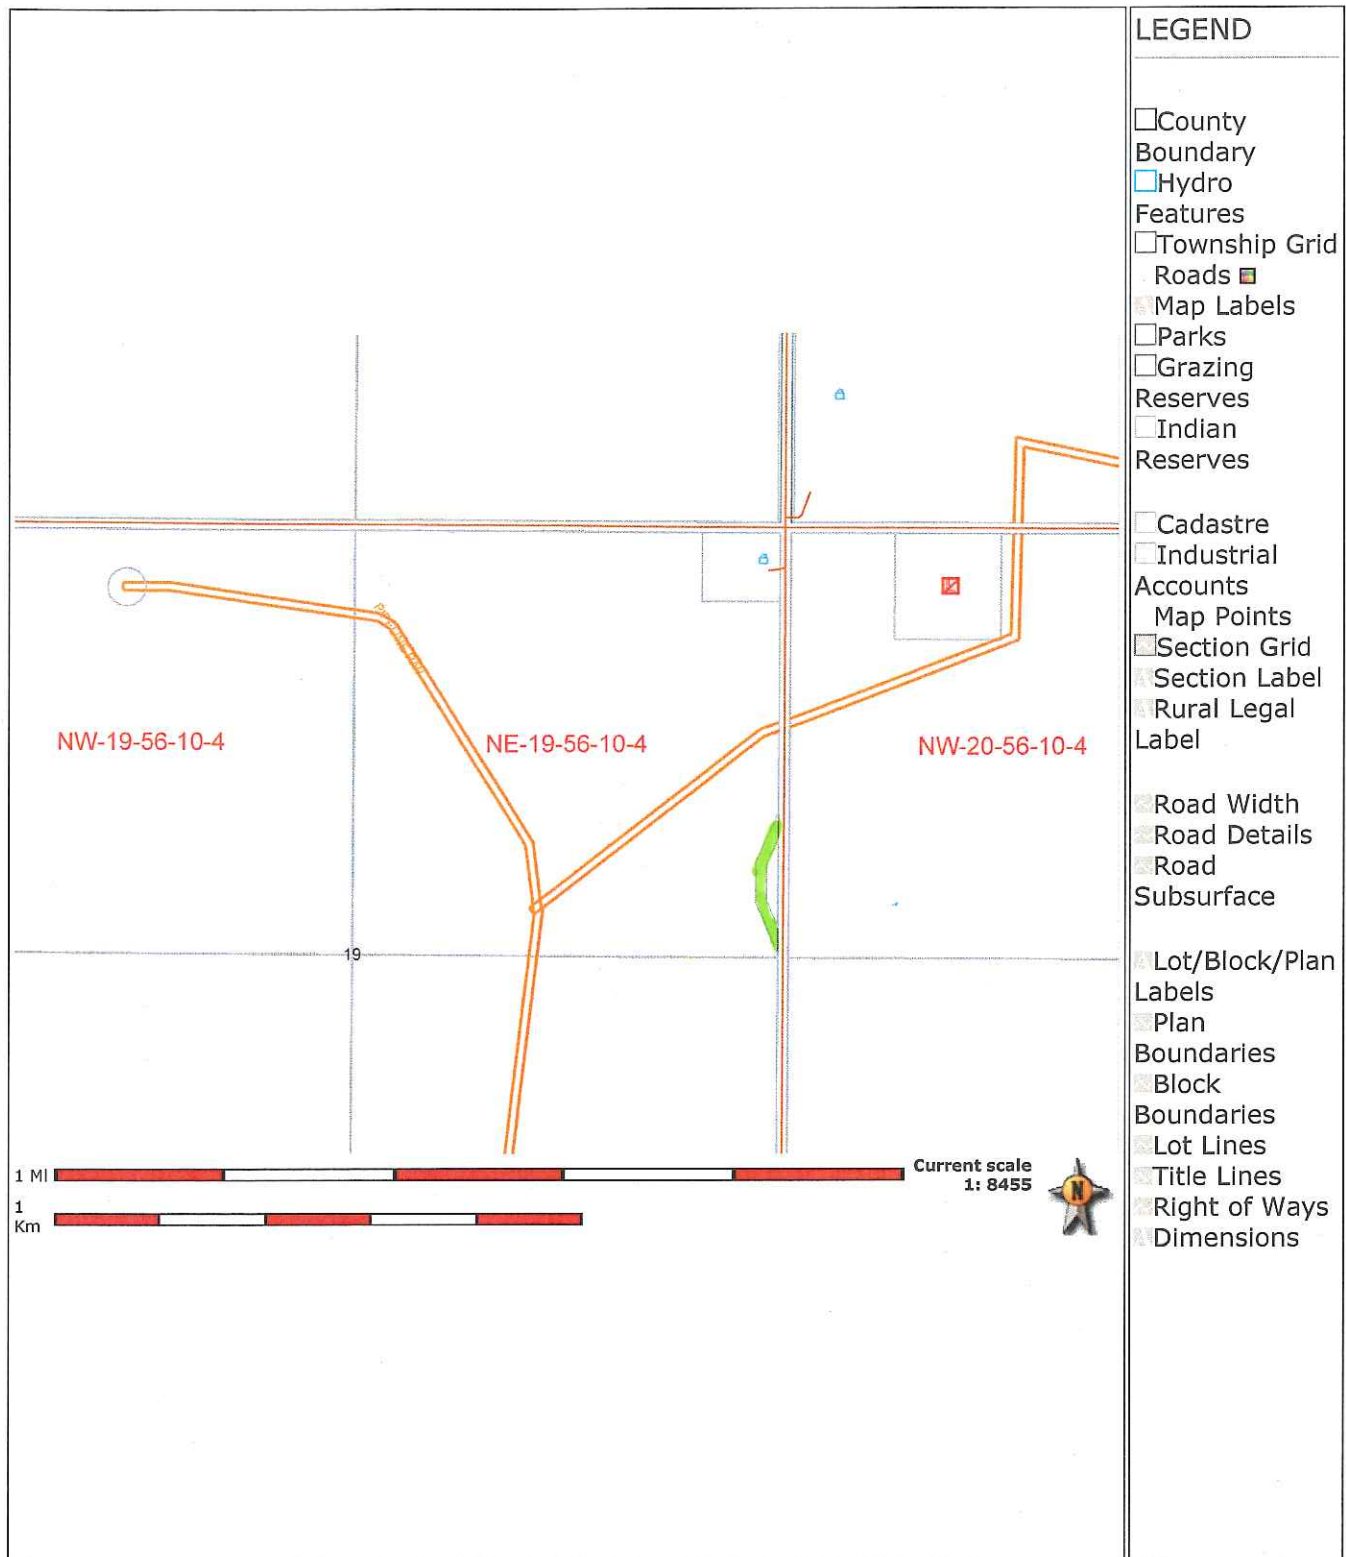 LEGEND
County
Boundary
Hydro
Features
Township Grid
Roads
Map Labels
Parks
Grazing
Reserves
Indian
Reserves
Cadastre
Industrial
Accounts
Map Points
Section Grid
Section Label
Rural Legal
Label
Road Width
Road Details
Road
Subsurface
Lot/Block/Plan
Labels
Plan
Boundaries
Block
Boundaries
Lot Lines
Title Lines
Right of Ways
Dimensions
NW-19-56-10-4
NE-19-56-10-4
NW-20-56-10-4
19
1 MI
Current scale
1: 8455
1
Km
N